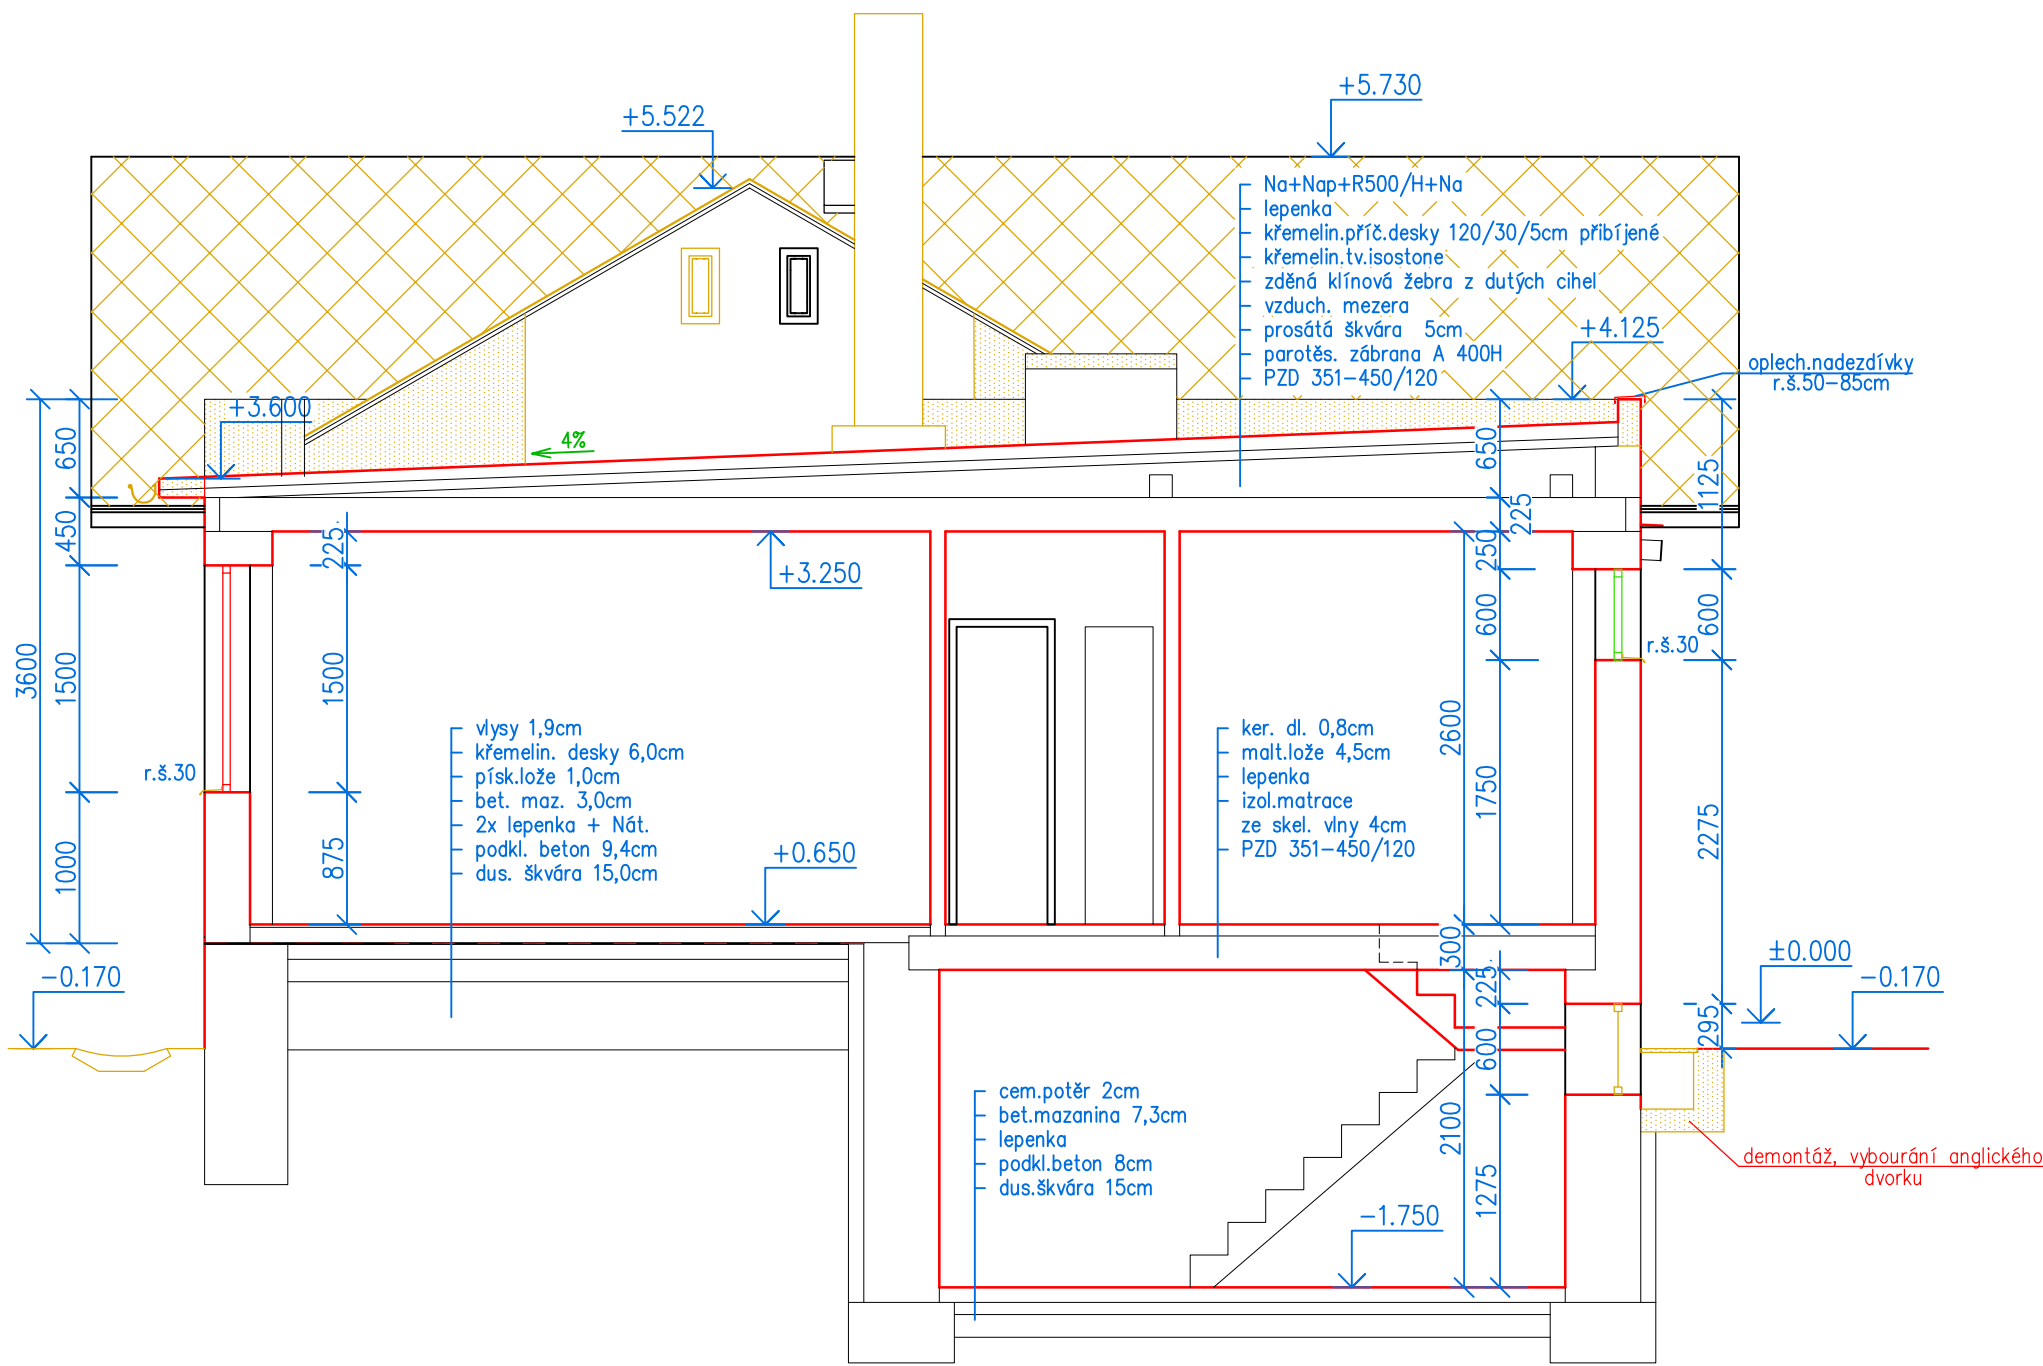 +5.730
+5.522
Na+Nap+R500/H+Na
lepenka
křemelin.příč.desky 120/30/5cm přibíjené
křemelin.tv.isostone
zděná klínová žebra z dutých cihel
vzduch. mezera
prosátá škvára 5cm
parotěs. zábrana A 400H
PZD 351-450/120
+4.125
oplech.nadezdívky
r.š.50-85cm
+3.600
4%
650
450
1500
1000
3600
225
1500
875
+3.250
650
225
250
600
1750
2600
1125
600
2275
295
r.š.30
r.š.30
vlysy 1,9cm
křemelin. desky 6,0cm
písk.lože 1,0cm
bet. maz. 3,0cm
2x lepenka + Nát.
podkl. beton 9,4cm
dus. škvára 15,0cm
ker. dl. 0,8cm
malt.lože 4,5cm
lepenka
izol.matrace
ze skel. vlny 4cm
PZD 351-450/120
+0.650
-0.170
±0.000
-0.170
300
225
600
2100
1275
cem.potěr 2cm
bet.mazanina 7,3cm
lepenka
podkl.beton 8cm
dus.škvára 15cm
-1.750
demontáž, vybourání anglického
dvorku